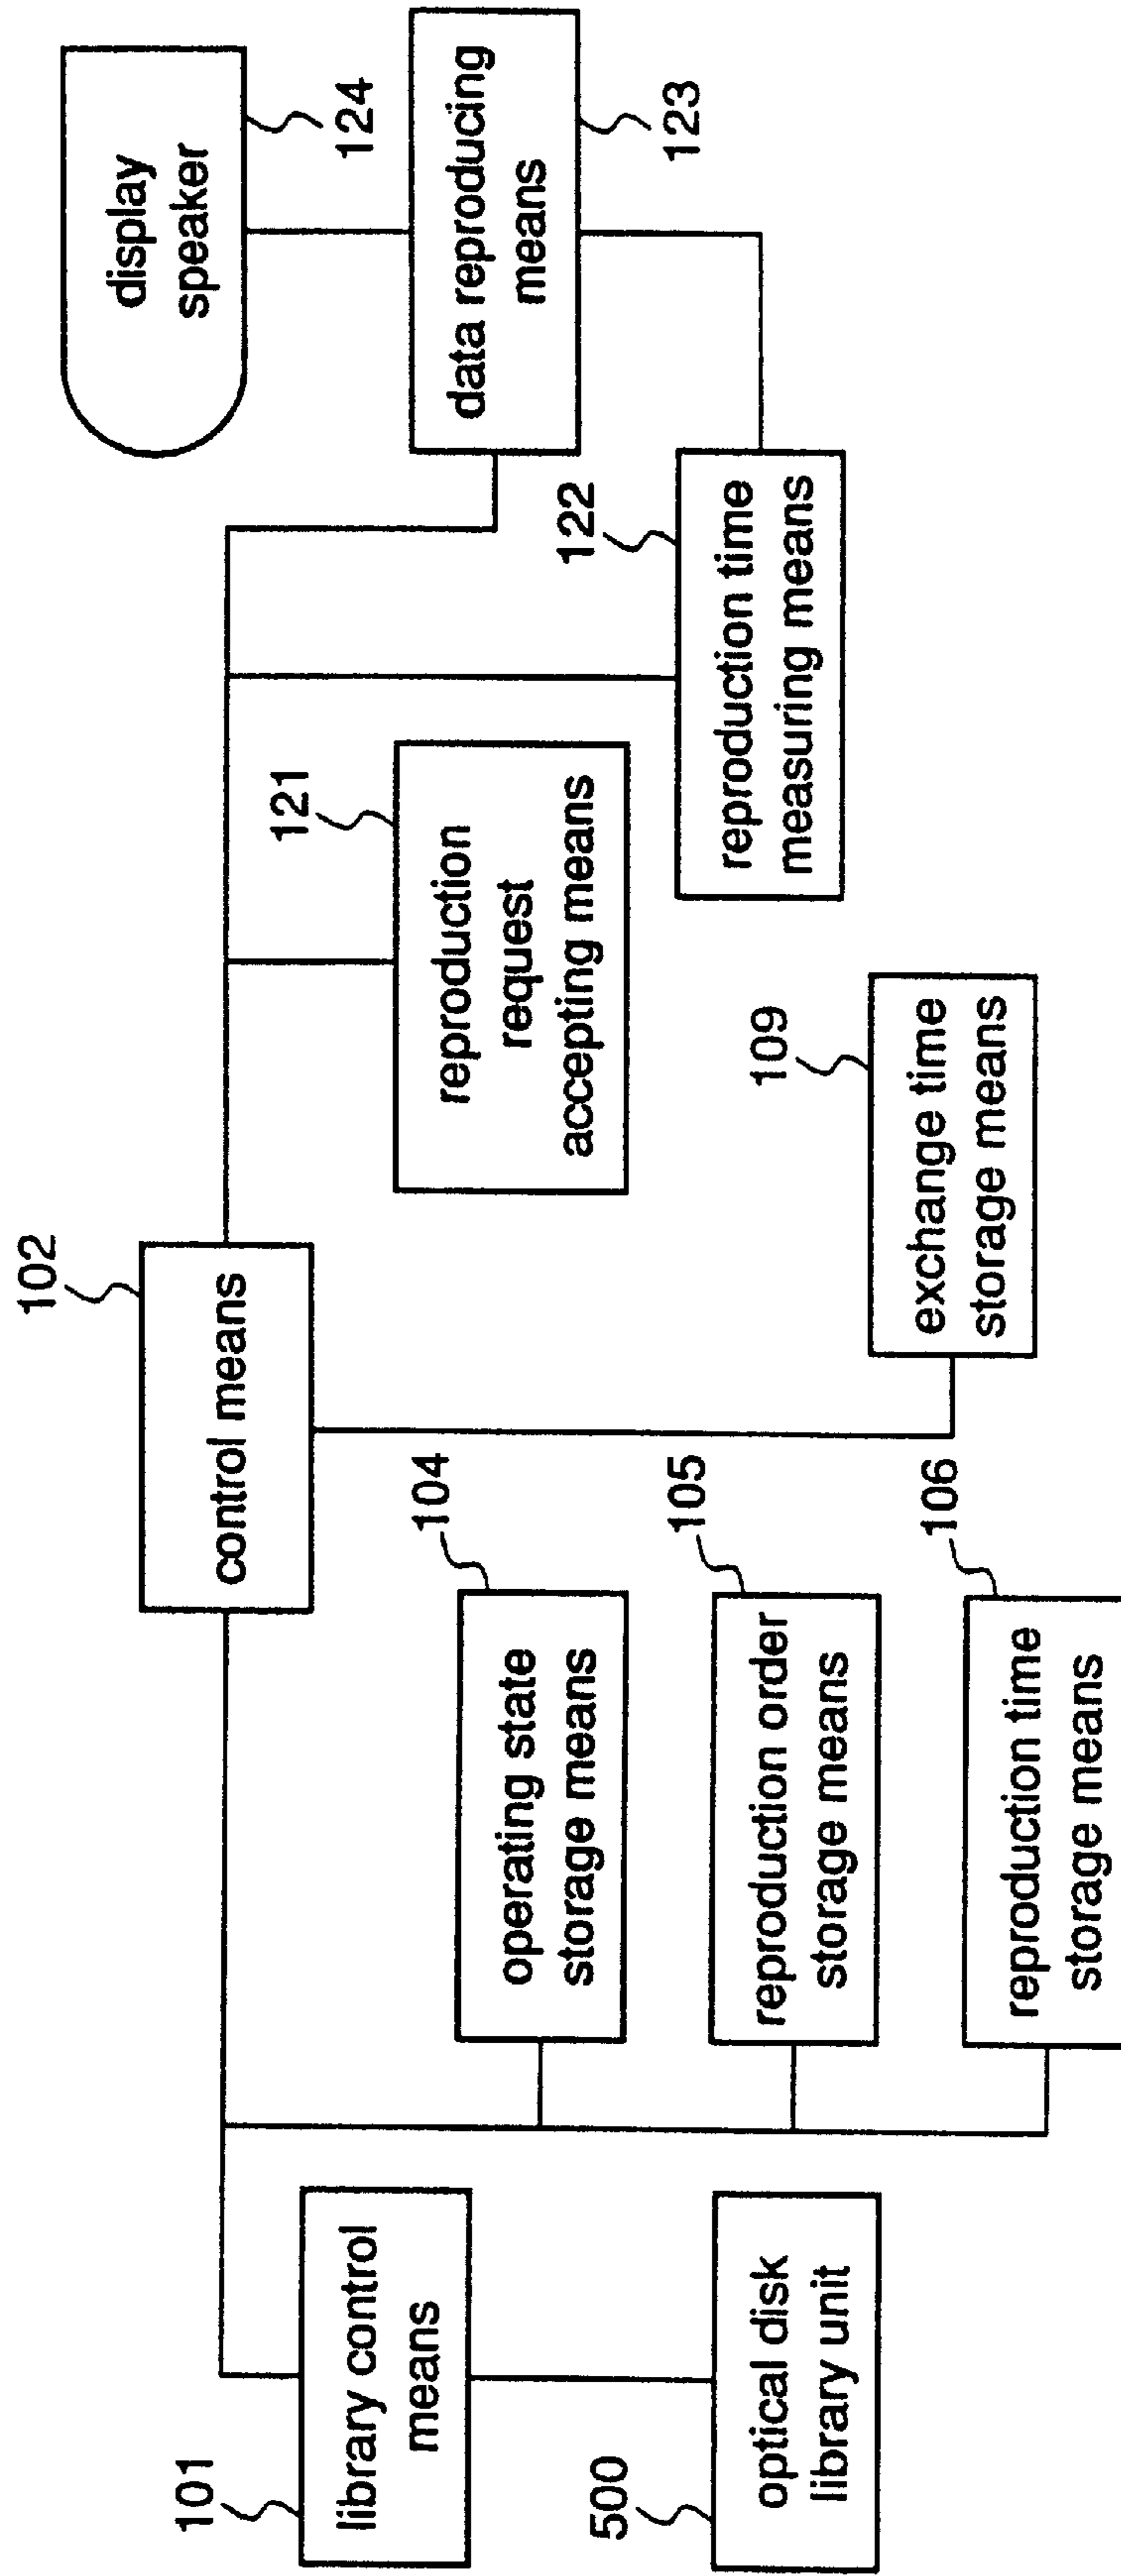 102
control means
101
library control
means
500
optical disk
library unit
104
operating state
storage means
105
reproduction order
storage means
106
reproduction time
storage means
109
exchange time
storage means
121
reproduction
request
accepting means
122
reproduction time
measuring means
display
speaker
124
data reproducing
means
123